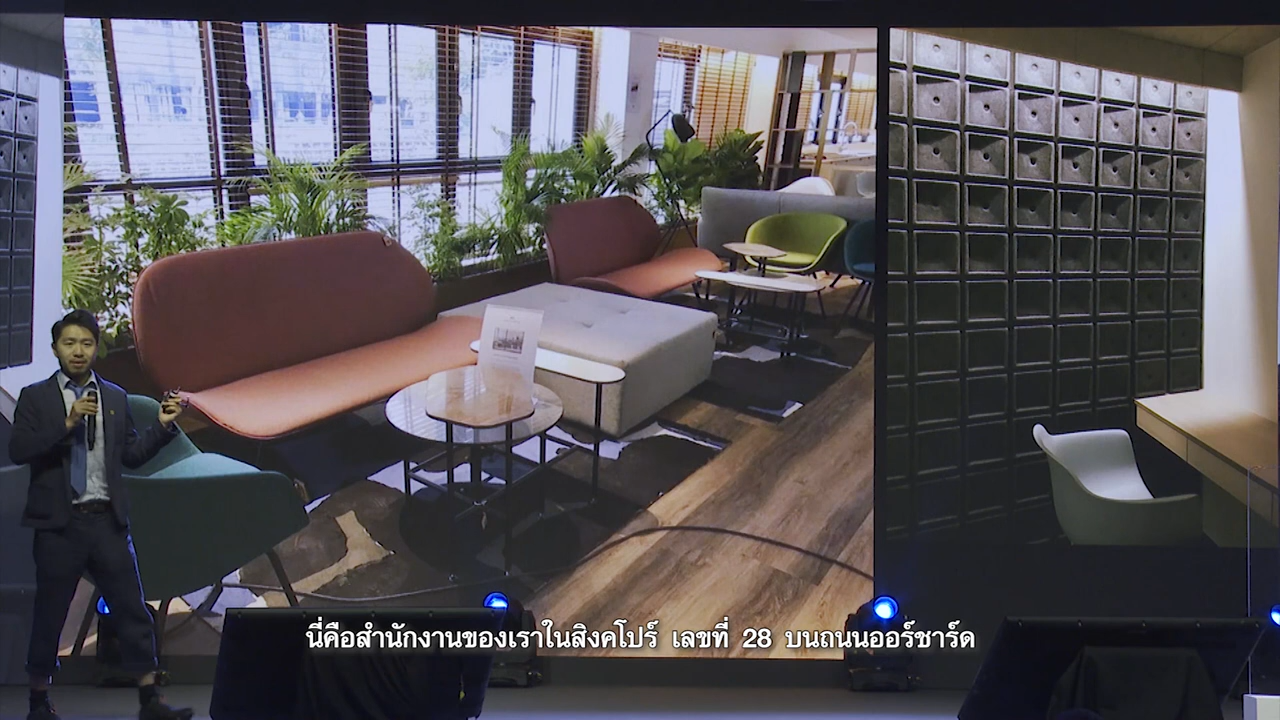 นี่คือสำนักงานของเราในสิงคโปร์ เลขที่ 28 บนถนนออร์ชาร์ด